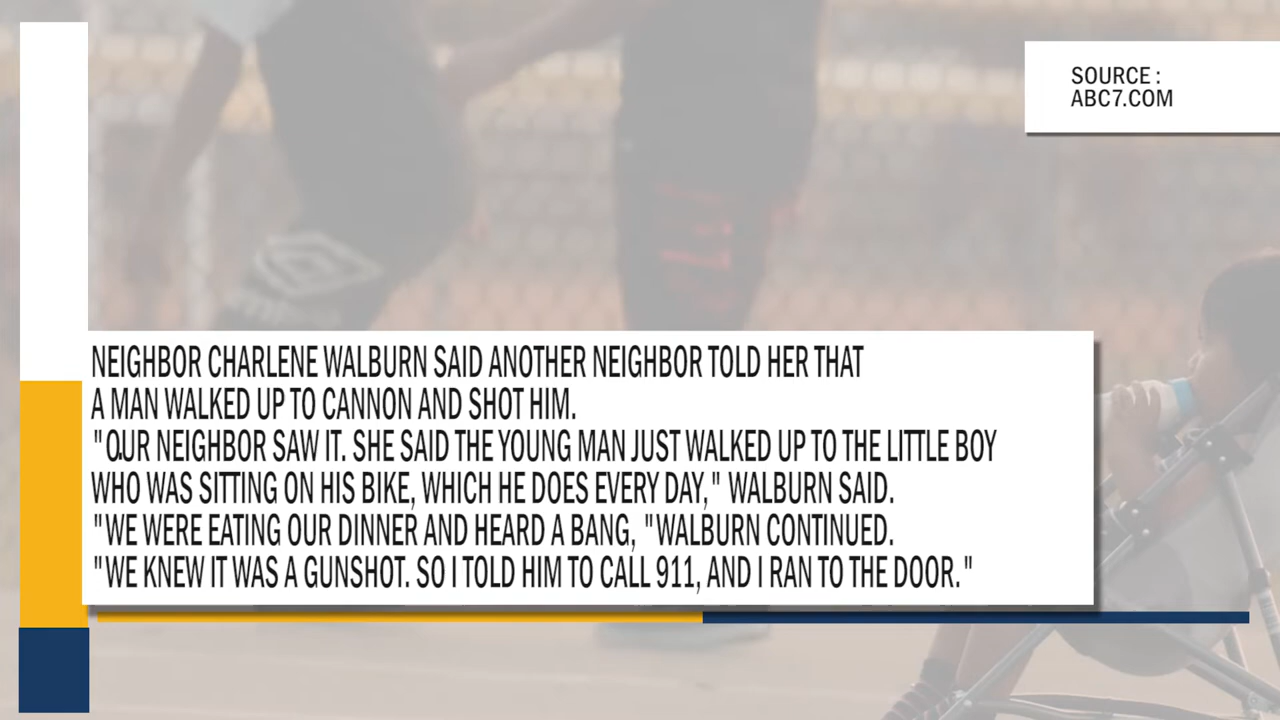 SOURCE :
ABC7.COM
NEIGHBOR CHARLENE WALBURN SAID ANOTHER NEIGHBOR TOLD HER THAT
A MAN WALKED UP TO CANNON AND SHOT HIM.
"OUR NEIGHBOR SAW IT. SHE SAID THE YOUNG MAN JUST WALKED UP TO THE LITTLE BOY
WHO WAS SITTING ON HIS BIKE, WHICH HE DOES EVERY DAY," WALBURN SAID.
"WE WERE EATING OUR DINNER AND HEARD A BANG, "WALBURN CONTINUED.
"WE KNEW IT WAS A GUNSHOT. SO I TOLD HIM TO CALL 911, AND I RAN TO THE DOOR."